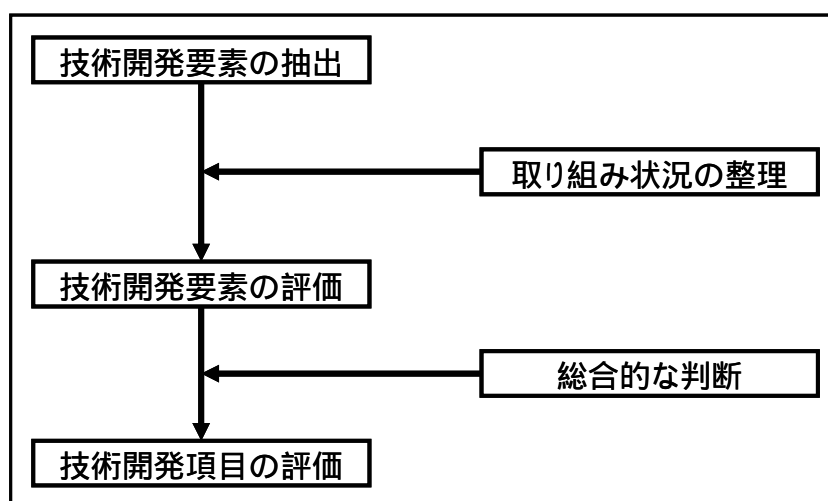 技術開発要素の抽出
取り組み状況の整理
技術開発要素の評価
総合的な判断
技術開発項目の評価